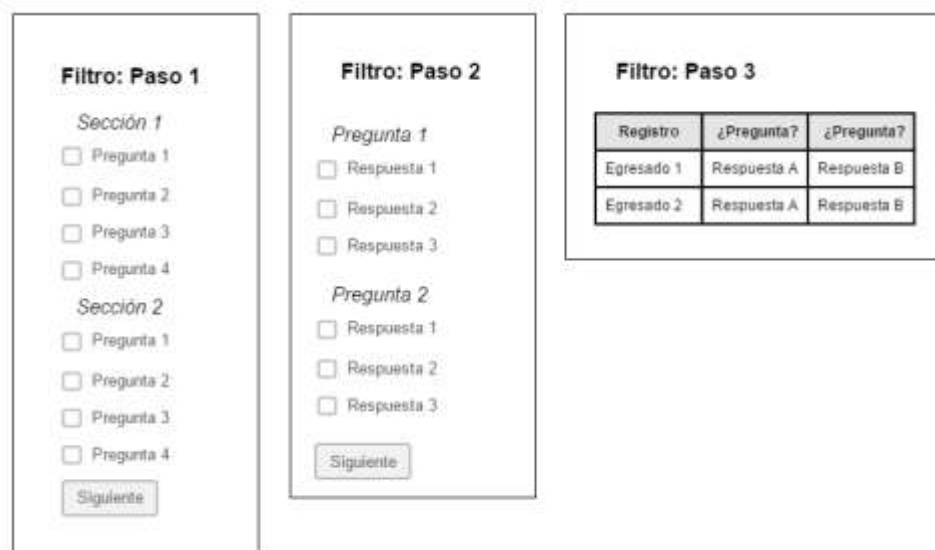 Filtro: Paso 1
Sección 1
Pregunta 1
Pregunta 2
Pregunta 3
Pregunta 4
Sección 2
Pregunta 1
Pregunta 2
Pregunta 3
Pregunta 4
Siguiente
Filtro: Paso 2
Pregunta 1
Respuesta 1
Respuesta 2
Respuesta 3
Pregunta 2
Respuesta 1
Respuesta 2
Respuesta 3
Siguiente
Filtro: Paso 3
Registro ¿Pregunta? ¿Pregunta?
Egresado 1 Respuesta A Respuesta B
Egresado 2 Respuesta A Respuesta B